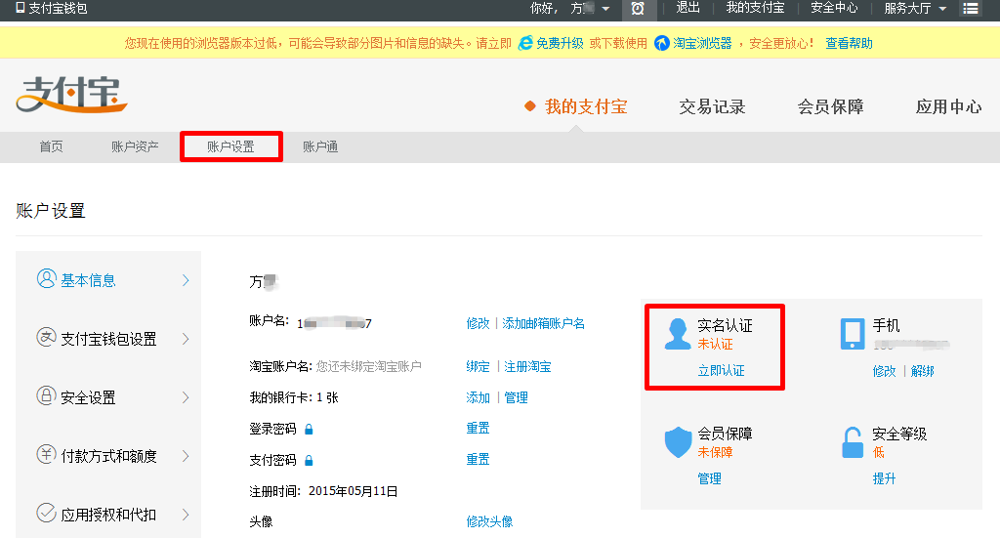 支付宝钱包 你好， 方 退出 我的支付宝 安全中心 服务大厅
您现在使用的浏览器版本过低，可能会导致部分图片和信息的缺失。请立即 免费升级 或下载使用 淘宝浏览器 ，安全更放心！ 查看帮助
支付宝
我的支付宝 交易记录 会员保障 应用中心
首页 账户资产 账户设置 账户通
账户设置
基本信息
支付宝钱包设置
安全设置
付款方式和额度
应用授权和代扣
方
账户名: 1 7 修改 添加邮箱账户名
淘宝账户名: 您还未绑定淘宝账户 绑定 注册淘宝
我的银行卡: 1 张 添加 管理
登录密码 重置
支付密码 重置
注册时间: 2015年05月11日
头像 修改头像
实名认证
未认证
立即认证
手机
修改 解绑
会员保障
未保障
管理
安全等级
低
提升